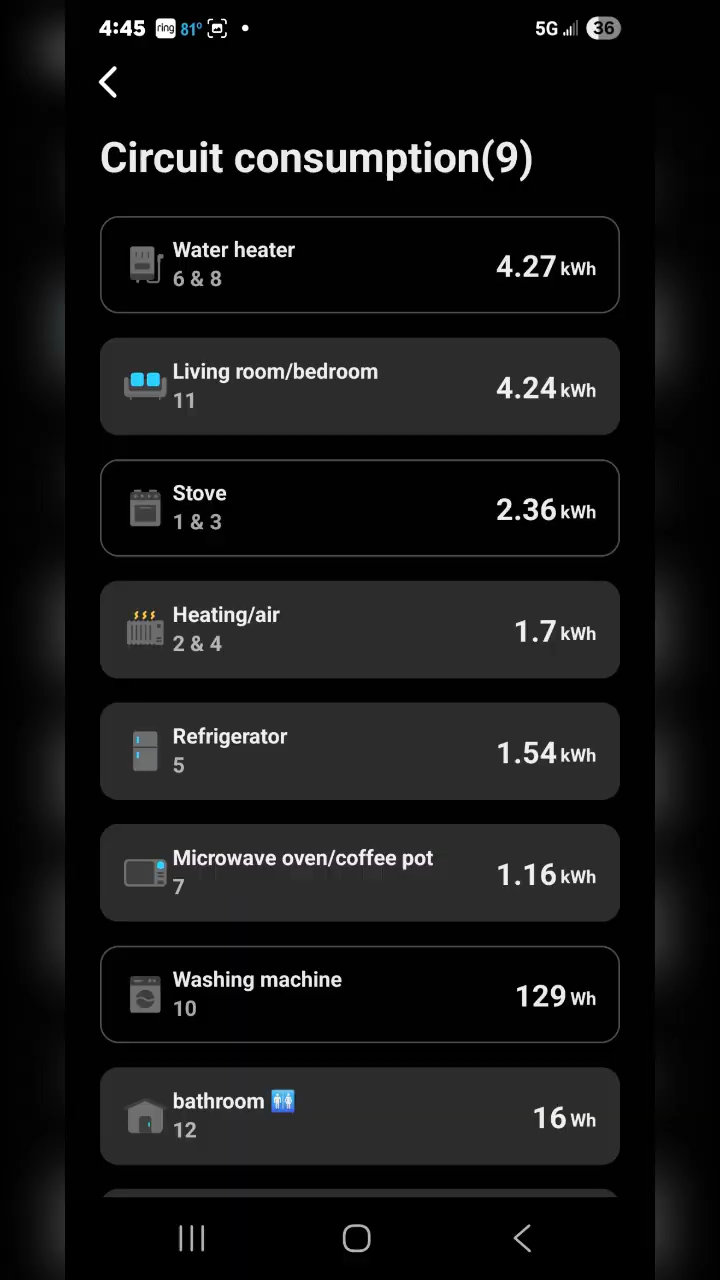 4:45 ring 81° 5G 36
Circuit consumption(9)
Water heater
6 & 8
4.27 kWh
Living room/bedroom
11
4.24 kWh
Stove
1 & 3
2.36 kWh
Heating/air
2 & 4
1.7 kWh
Refrigerator
5
1.54 kWh
Microwave oven/coffee pot
7
1.16 kWh
Washing machine
10
129 Wh
bathroom 🚻
12
16 Wh